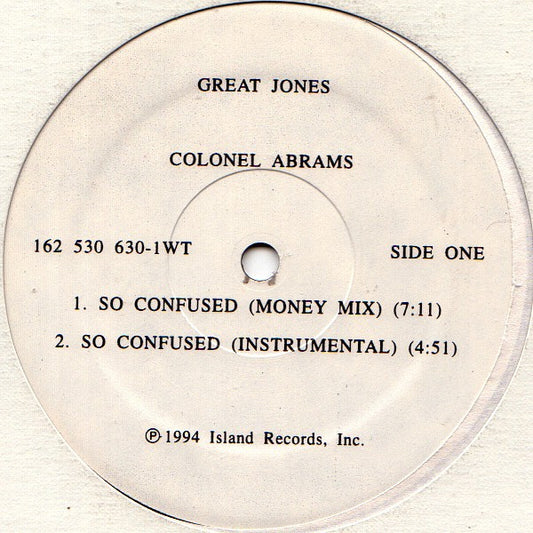 GREAT JONES
COLONEL ABRAMS
162 530 630-1WT SIDE ONE
1. SO CONFUSED (MONEY MIX) (7:11)
2. SO CONFUSED (INSTRUMENTAL) (4:51)
℗ 1994 Island Records, Inc.